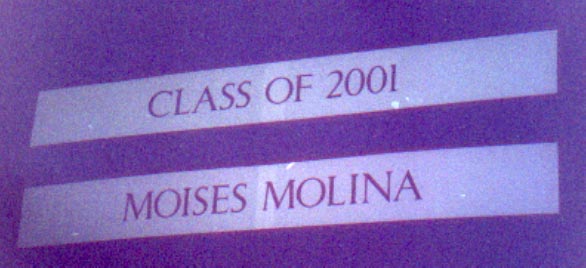 CLASS OF 2001
MOISES MOLINA